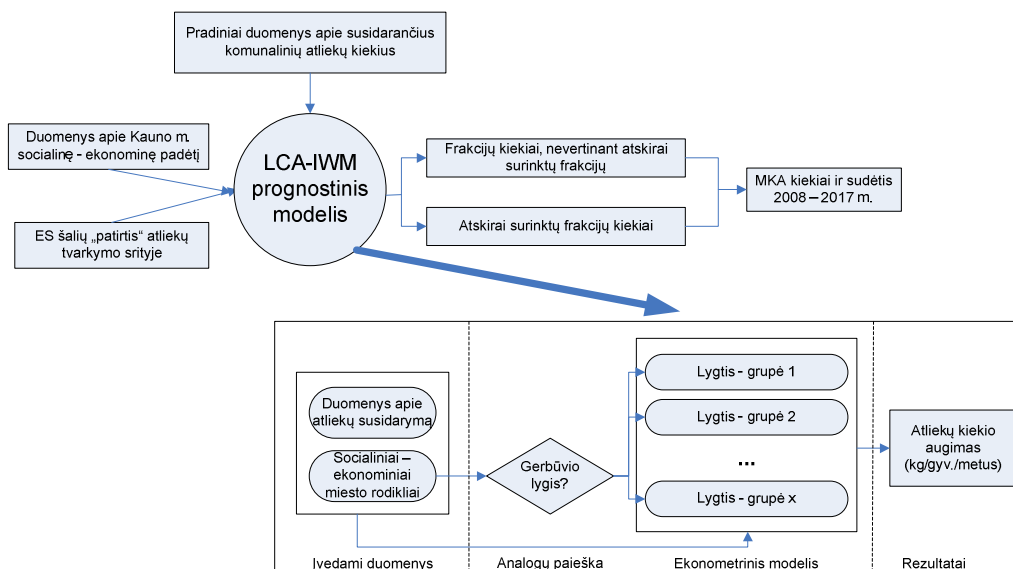 Pradiniai duomenys apie susidarančius
komunalinių atliekų kiekius
Duomenys apie Kauno m.
socialinę - ekonominę padėtį
ES šalių „patirtis“ atliekų
tvarkymo srityje
LCA-IWM
prognostinis
modelis
Frakcijų kiekiai, nevertinant atskirai
surinktų frakcijų
Atskirai surinktų frakcijų kiekiai
MKA kiekiai ir sudėtis
2008 – 2017 m.
Duomenys apie
atliekų susidarymą
Socialiniai –
ekonominiai
miesto rodikliai
Gerbūvio
lygis?
Lygtis - grupė 1
Lygtis - grupė 2
...
Lygtis - grupė x
Atliekų kiekio
augimas
(kg/gyv./metus)
Įvedami duomenys
Analogų paieška
Ekonometrinis modelis
Rezultatai